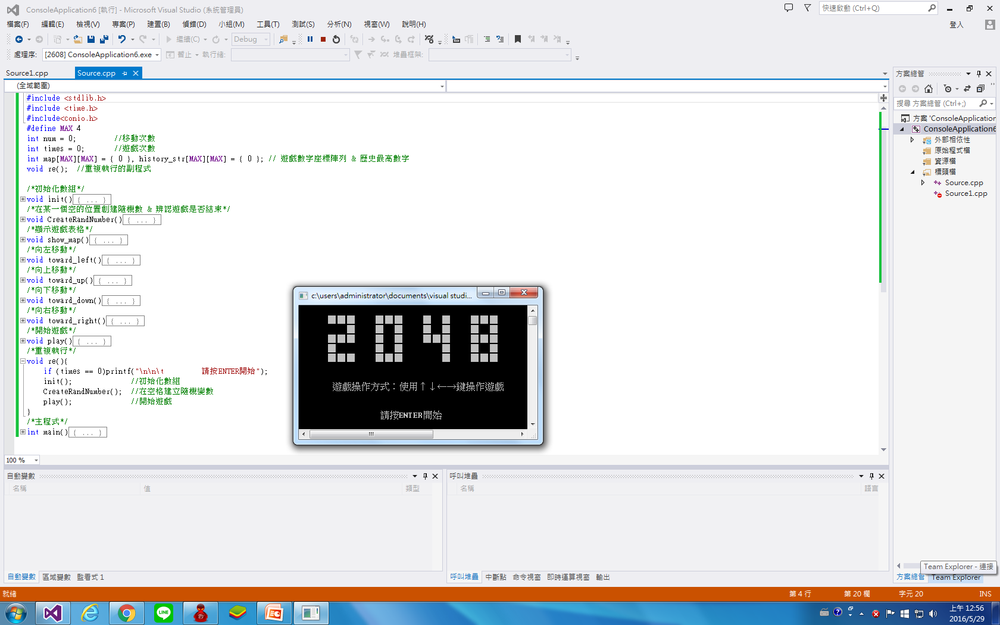 ConsoleApplication6 [執行] - Microsoft Visual Studio (系統管理員)
快速啟動 (Ctrl+Q)
檔案(F) 編輯(E) 檢視(V) 專案(P) 建置(B) 偵錯(D) 小組(M) 工具(T) 測試(S) 分析(N) 視窗(W) 說明(H)
登入
繼續(C) Debug
處理序: [2608] ConsoleApplication6.exe 暫止 執行緒: 堆疊框架:
Source1.cpp Source.cpp
(全域範圍)
#include <stdlib.h>
#include <time.h>
#include<conio.h>
#define MAX 4
int num = 0; //移動次數
int times = 0; //遊戲次數
int map[MAX][MAX] = { 0 }, history_str[MAX][MAX] = { 0 }; // 遊戲數字座標陣列 & 歷史最高數字
void re(); //重複執行的副程式
/*初始化數組*/
void init(){ ... }
/*在某一個空的位置創建隨機數 & 辨認遊戲是否結束*/
void CreateRandNumber(){ ... }
/*顯示遊戲表格*/
void show_map(){ ... }
/*向左移動*/
void toward_left(){ ... }
/*向上移動*/
void toward_up(){ ... }
/*向下移動*/
void toward_down(){ ... }
/*向右移動*/
void toward_right(){ ... }
/*開始遊戲*/
void play(){ ... }
/*重複執行*/
void re(){
if (times == 0)printf("\n\n\t 請按ENTER開始");
init(); //初始化數組
CreateRandNumber(); //在空格建立隨機變數
play(); //開始遊戲
}
/*主程式*/
int main(){ ... }
100 %
c:\users\administrator\documents\visual studi...
2048
遊戲操作方式：使用↑↓←→鍵操作遊戲
請按ENTER開始
方案總管
搜尋 方案總管 (Ctrl+;)
方案 'ConsoleApplication
ConsoleApplication6
外部相依性
原始程式檔
資源檔
標頭檔
Source.cpp
Source1.cpp
Team Explorer - 連接
方案總管 Team Explorer
自動變數
名稱 值 類型
自動變數 區域變數 監看式 1
呼叫堆疊
名稱 語言
呼叫堆疊 中斷點 命令視窗 即時運算視窗 輸出
就緒 第 4 行 第 20 欄 字元 20 INS
LINE
上午 12:56
2016/5/29